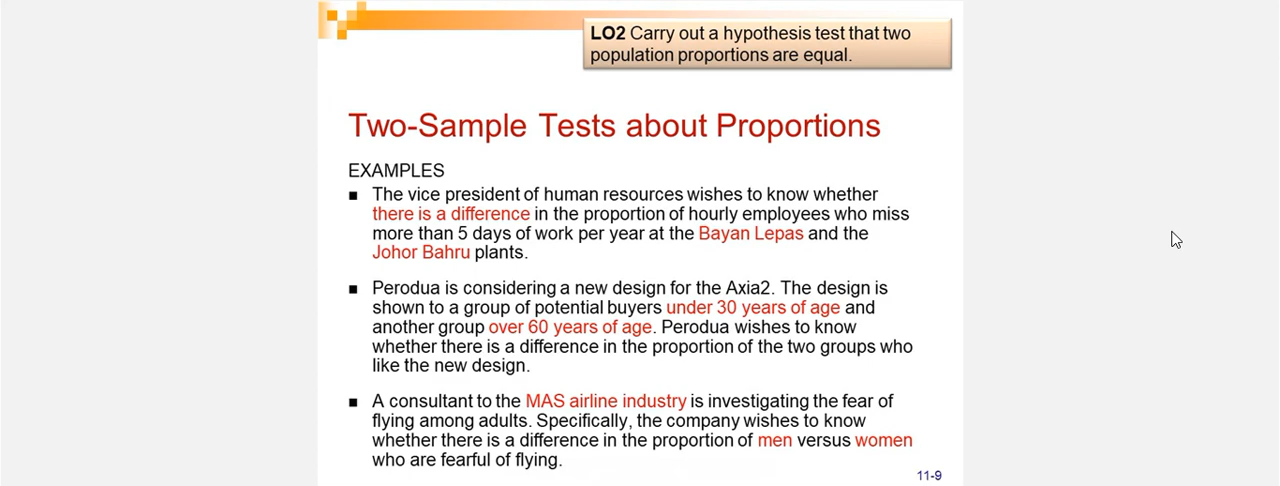 LO2 Carry out a hypothesis test that two
population proportions are equal.
Two-Sample Tests about Proportions
EXAMPLES
■ The vice president of human resources wishes to know whether
there is a difference in the proportion of hourly employees who miss
more than 5 days of work per year at the Bayan Lepas and the
Johor Bahru plants.
■ Perodua is considering a new design for the Axia2. The design is
shown to a group of potential buyers under 30 years of age and
another group over 60 years of age. Perodua wishes to know
whether there is a difference in the proportion of the two groups who
like the new design.
■ A consultant to the MAS airline industry is investigating the fear of
flying among adults. Specifically, the company wishes to know
whether there is a difference in the proportion of men versus women
who are fearful of flying.
11-9